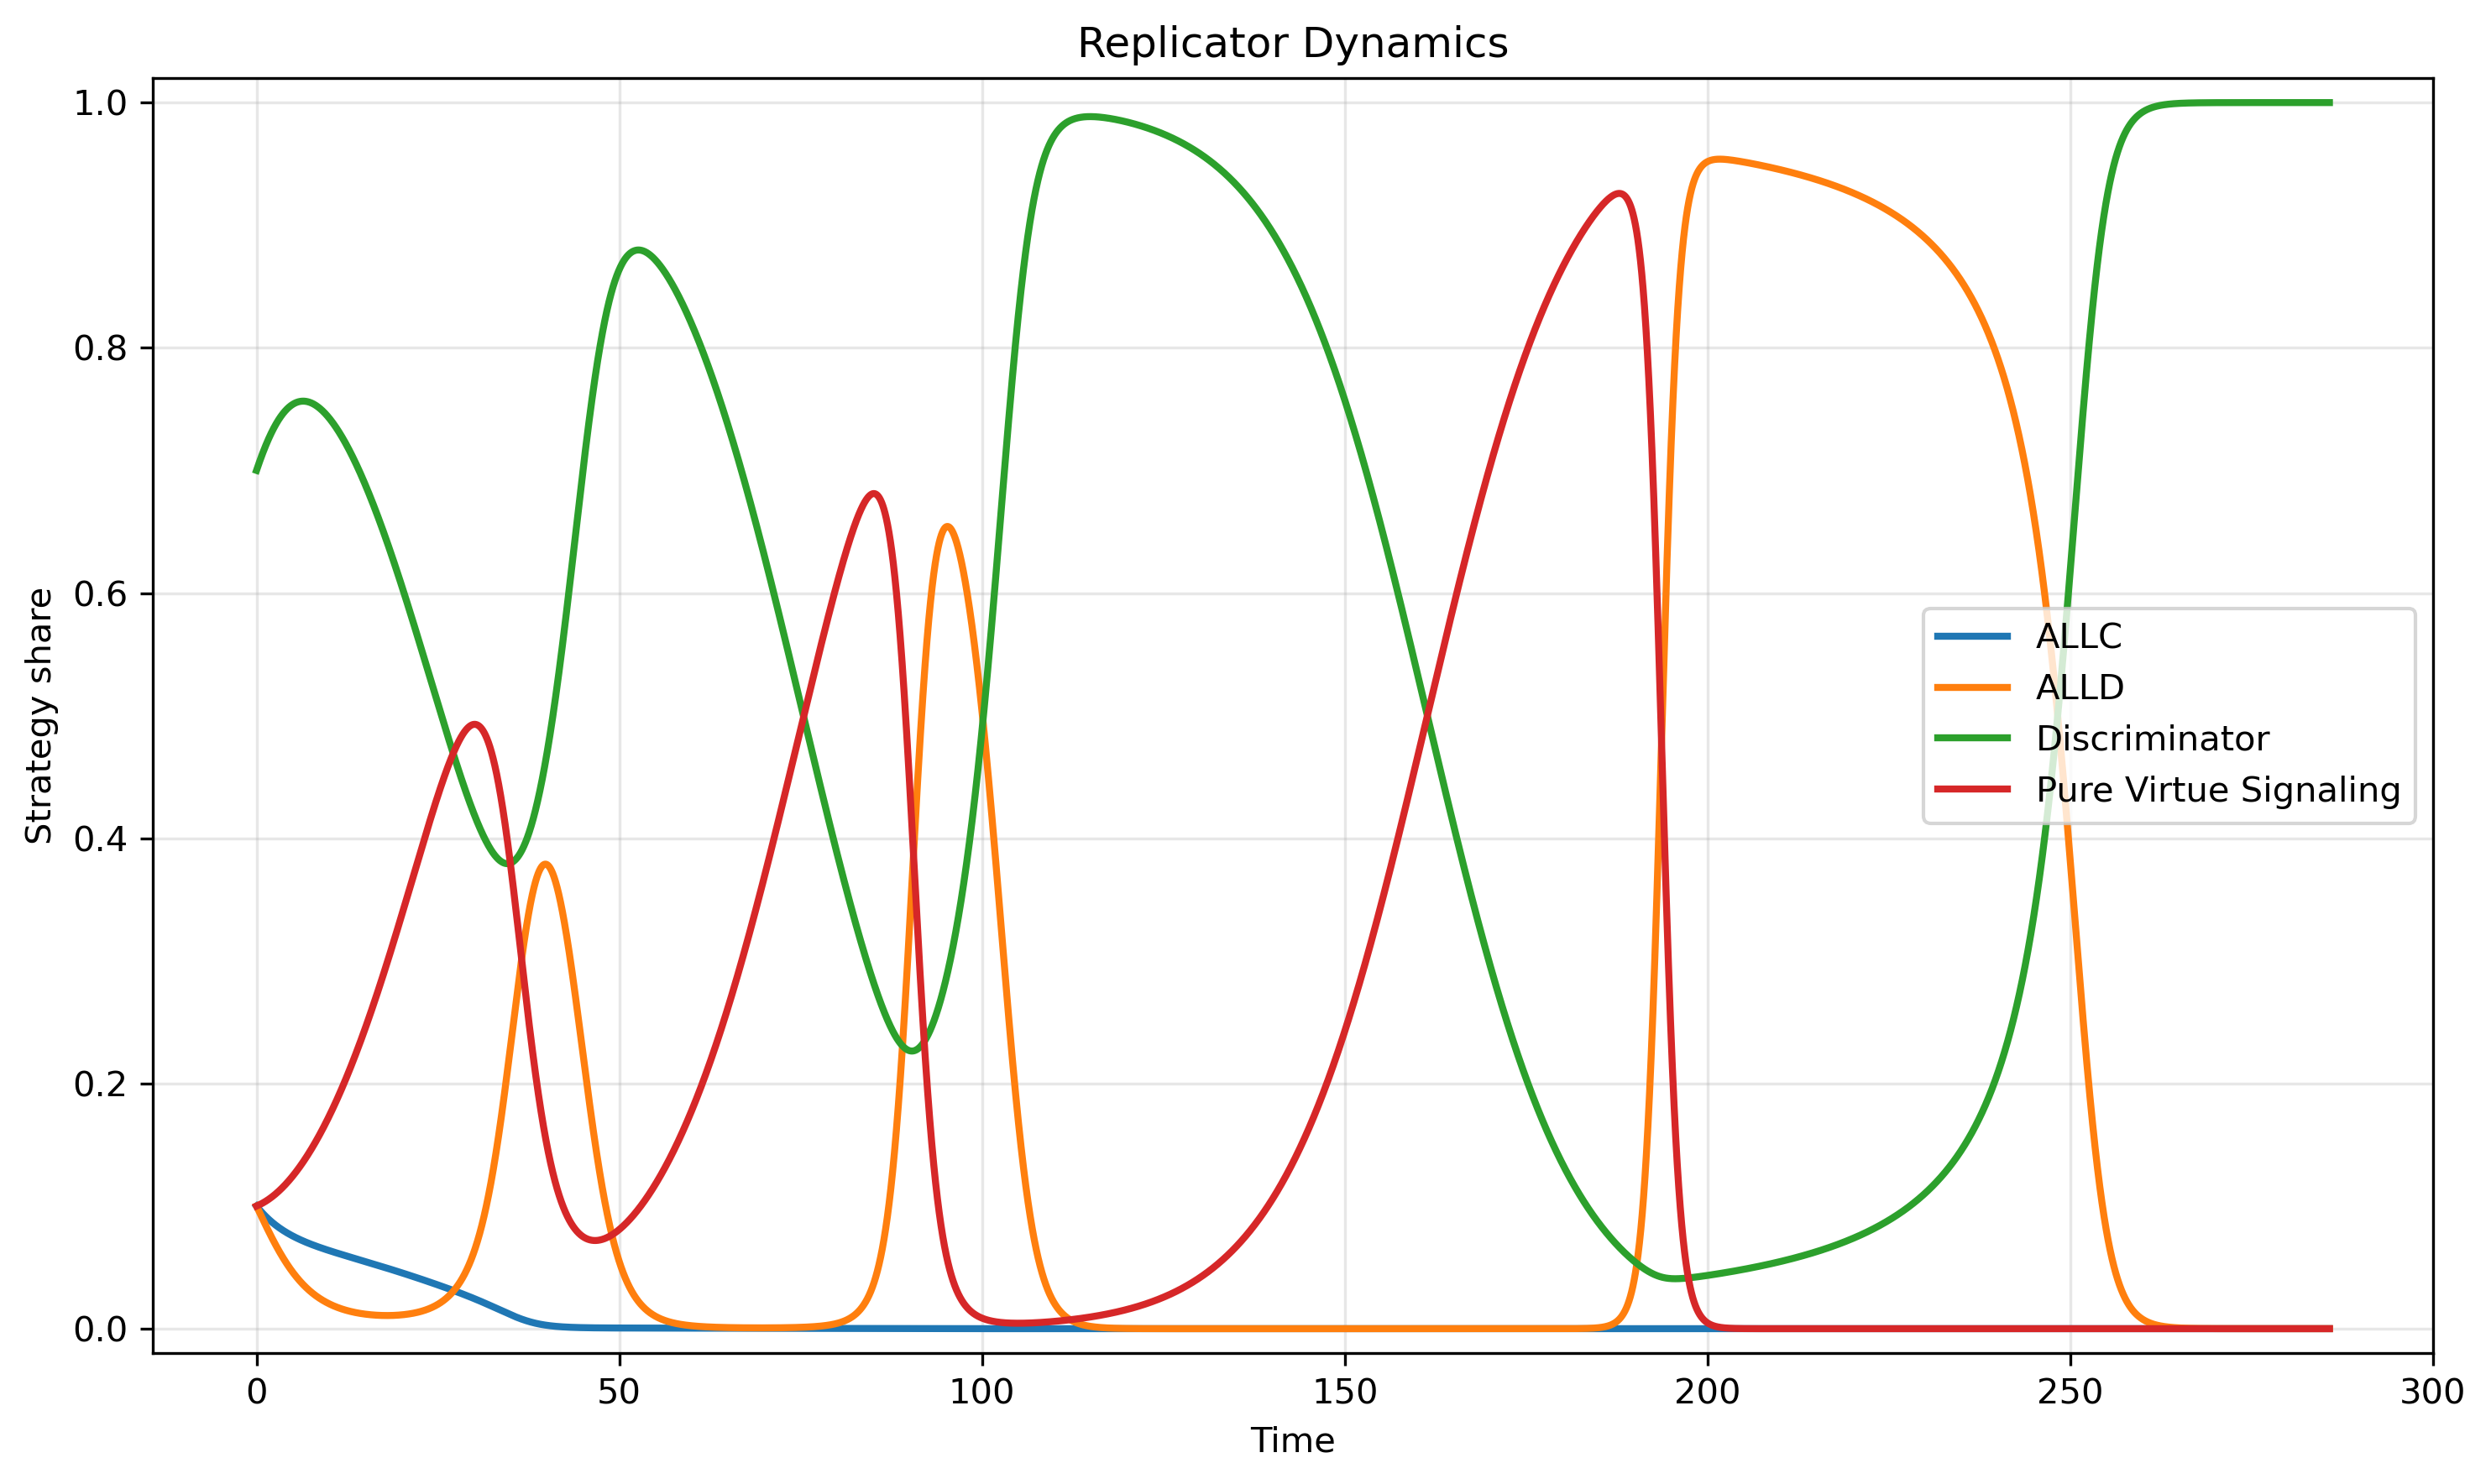 Replicator Dynamics
Strategy share
1.0
0.8
0.6
0.4
0.2
0.0
ALLC
ALLD
Discriminator
Pure Virtue Signaling
0 50 100 150 200 250 300
Time